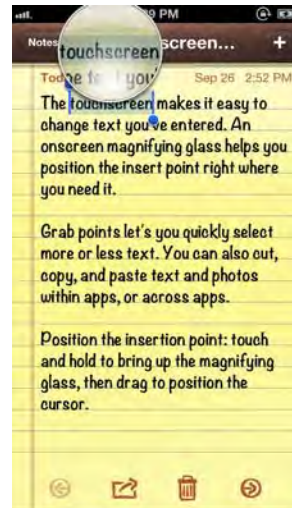 9 PM
Notes touchscreen screen... +
Today Sep 26 2:52 PM
The touchscreen makes it easy to
change text you've entered. An
onscreen magnifying glass helps you
position the insert point right where
you need it.
Grab points let's you quickly select
more or less text. You can also cut,
copy, and paste text and photos
within apps, or across apps.
Position the insertion point: touch
and hold to bring up the magnifying
glass, then drag to position the
cursor.